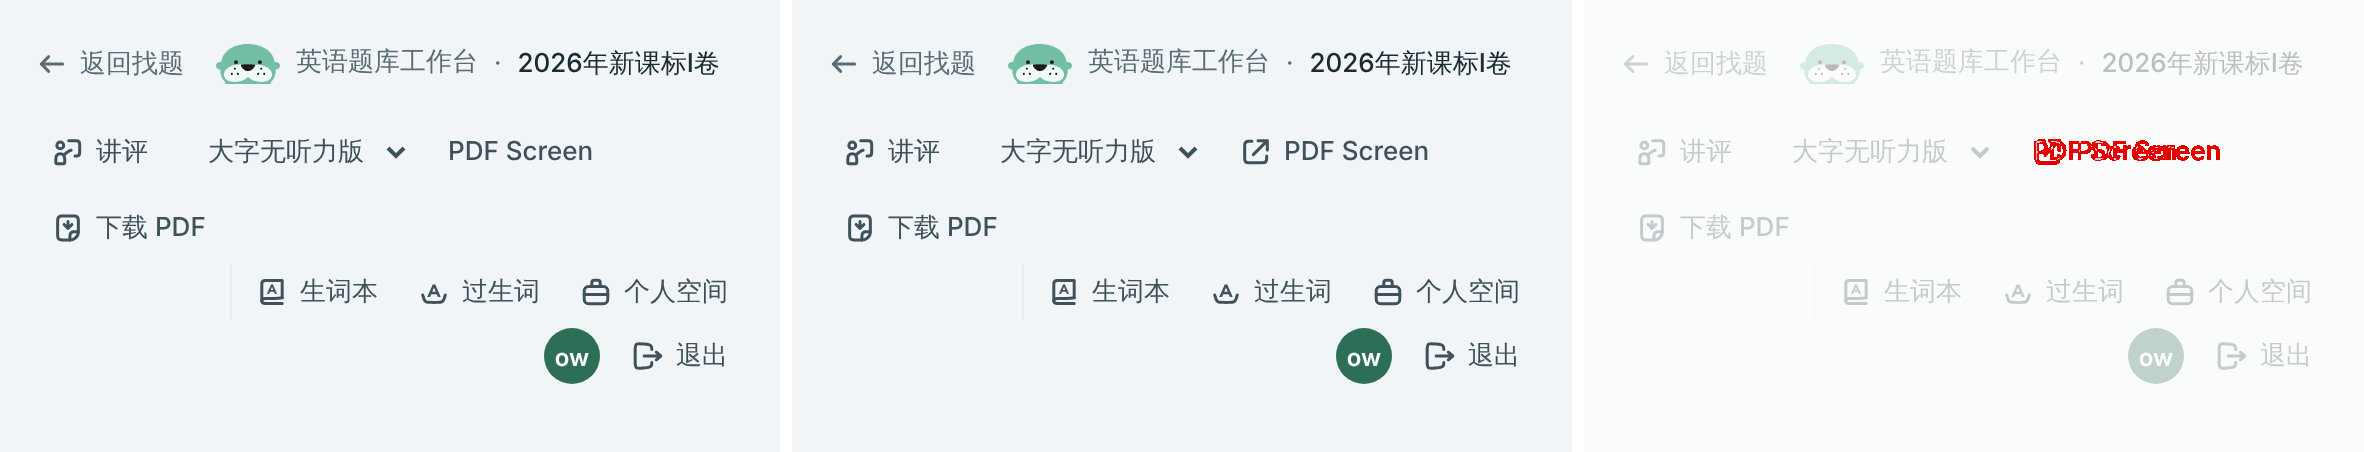 返回找题 英语题库工作台 · 2026年新课标I卷
讲评 大字无听力版 PDF Screen
下载 PDF
A 生词本 A 过生词 个人空间
ow 退出
返回找题 英语题库工作台 · 2026年新课标I卷
讲评 大字无听力版 PDF Screen
下载 PDF
A 生词本 A 过生词 个人空间
ow 退出
返回找题 英语题库工作台 · 2026年新课标I卷
讲评 大字无听力版 PDF Screen
下载 PDF
A 生词本 A 过生词 个人空间
ow 退出